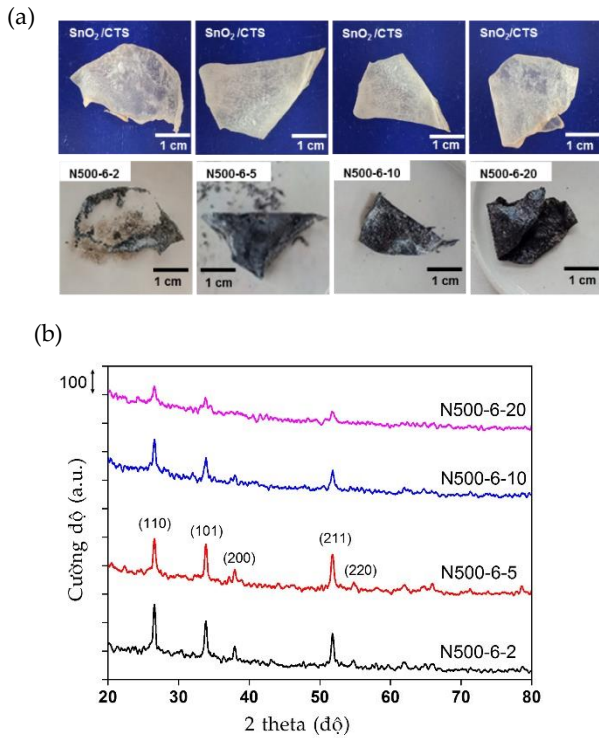 (a)
SnO₂/CTS SnO₂/CTS SnO₂/CTS SnO₂/CTS
1 cm 1 cm 1 cm 1 cm
N500-6-2 N500-6-5 N500-6-10 N500-6-20
1 cm 1 cm 1 cm 1 cm
(b)
100
N500-6-20
N500-6-10
(110) (101) (200) (211) (220)
N500-6-5
N500-6-2
Cường độ (a.u.)
20 30 40 50 60 70 80
2 theta (độ)